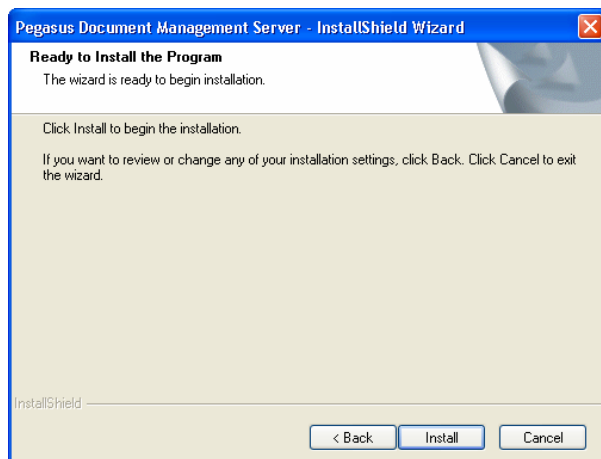 Pegasus Document Management Server - InstallShield Wizard
Ready to Install the Program
The wizard is ready to begin installation.
Click Install to begin the installation.
If you want to review or change any of your installation settings, click Back. Click Cancel to exit
the wizard.
InstallShield
< Back Install Cancel